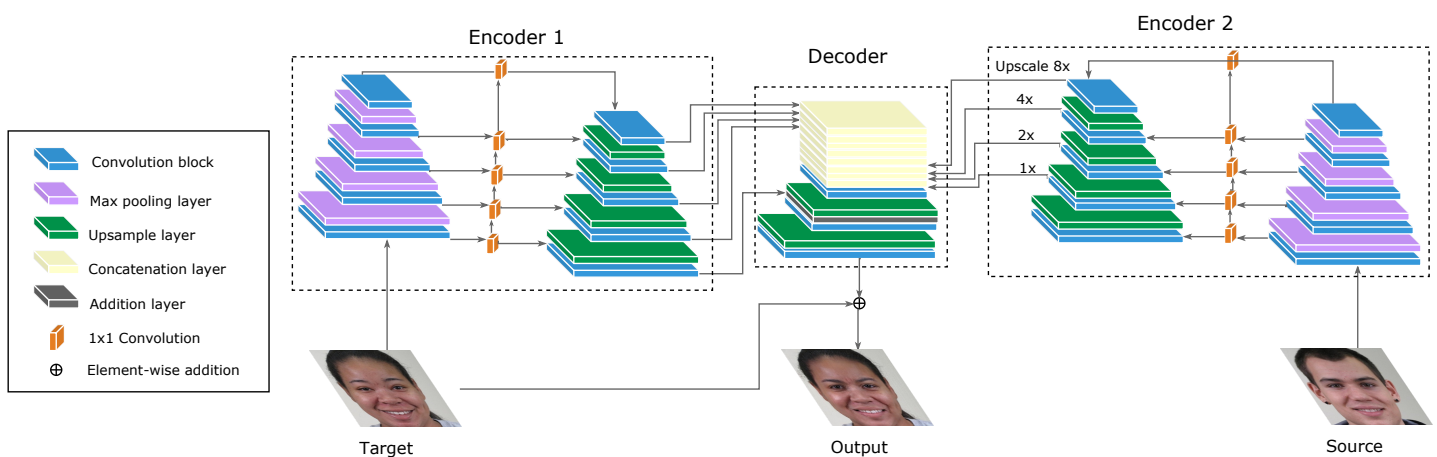 Encoder 1
Decoder
Encoder 2
Upscale 8x
4x
2x
1x
Convolution block
Max pooling layer
Upsample layer
Concatenation layer
Addition layer
1x1 Convolution
Element-wise addition
Target
Output
Source